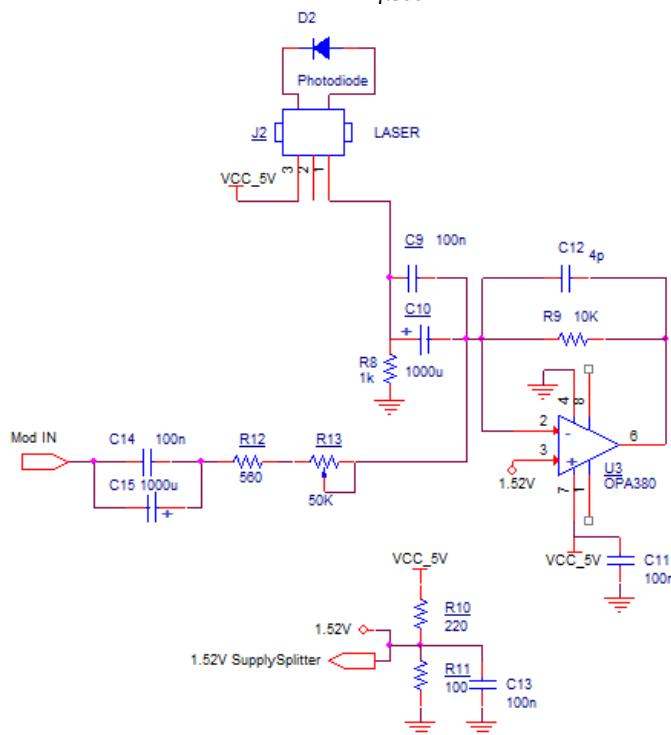 D2
Photodiode
J2 LASER
3 2 1
VCC_5V
C9 100n
C12 4p
C10
R9 10K
R8
1k
1000u
4 8
Mod IN
C14 100n
R12
R13
2 -
6
3 +
U3
OPA380
C15 1000u
+
+
560
50K
1.52V
7 1
VCC_5V
VCC_5V
C11
100n
R10
220
1.52V
1.52V SupplySplitter
R11
100
C13
100n